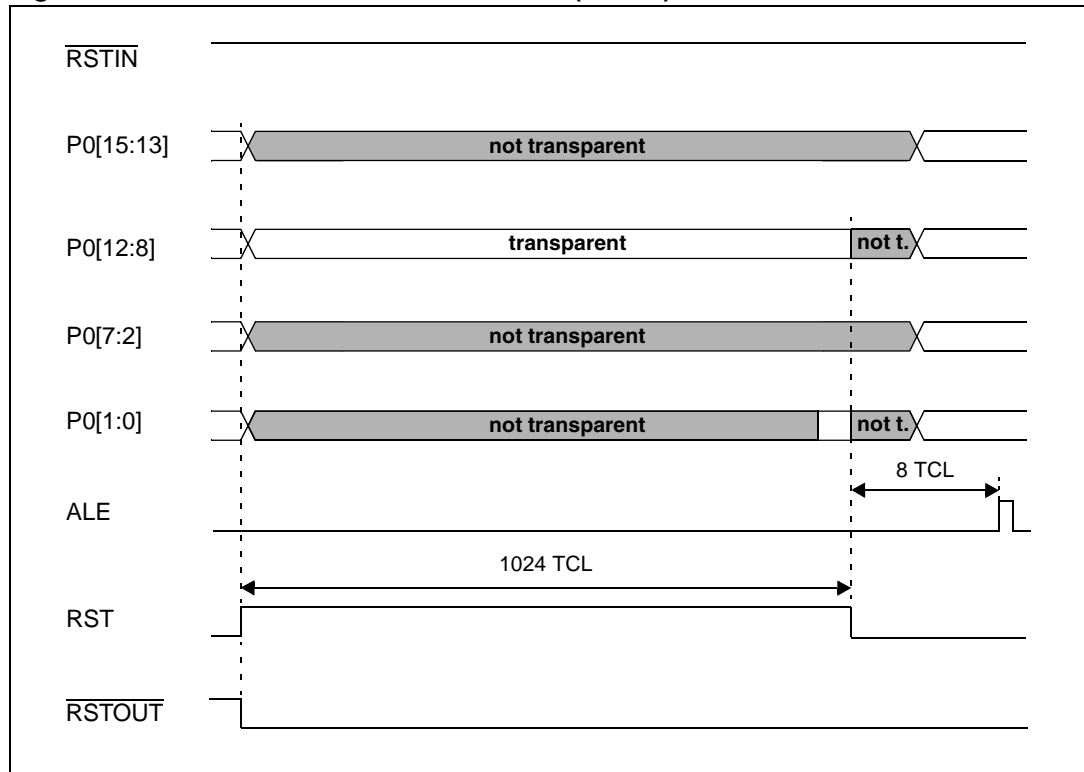 RSTIN
P0[15:13] not transparent
P0[12:8] transparent not t.
P0[7:2] not transparent
P0[1:0] not transparent not t.
8 TCL
ALE
1024 TCL
RST
RSTOUT